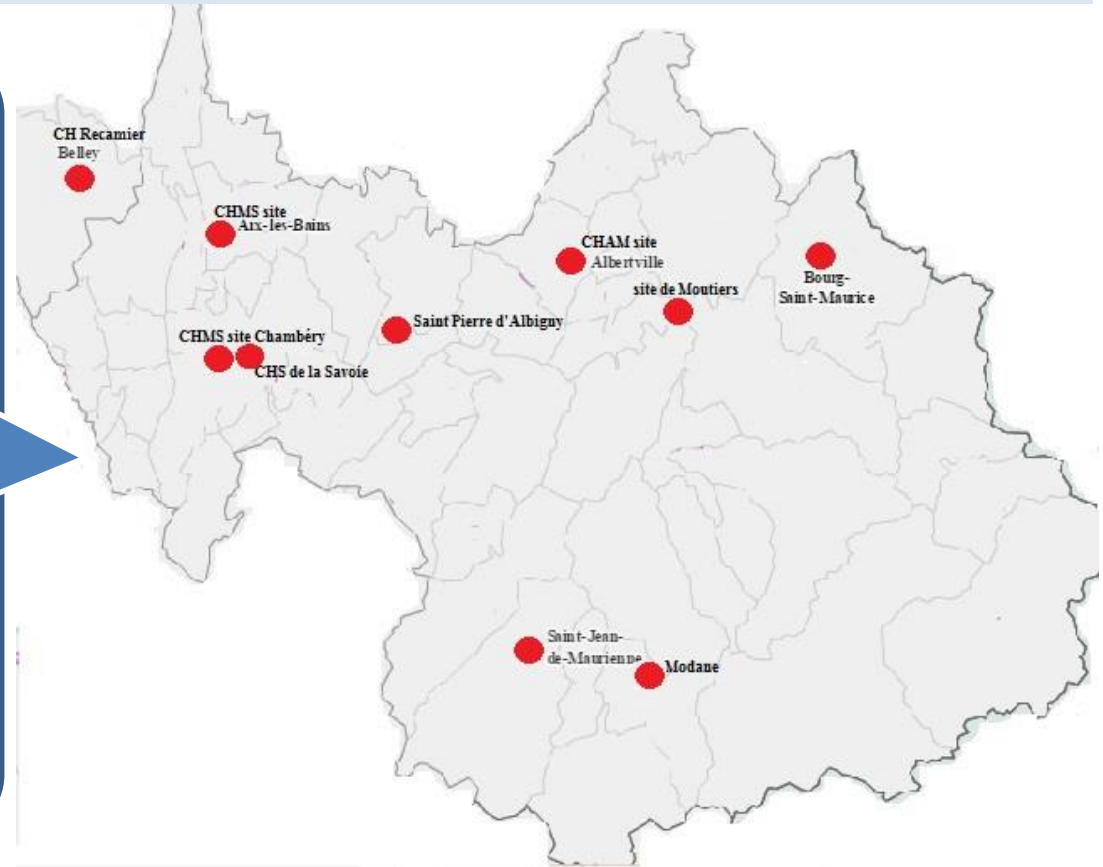 CH Recamier
Belley
CHMS site
Aix-les-Bains
CHAM site
Albertville
site de Moutiers
Bourg-
Saint-Maurice
Saint Pierre d'Albigny
CHMS site Chambéry
CHS de la Savoie
Saint-Jean-
de-Maurienne
Modane